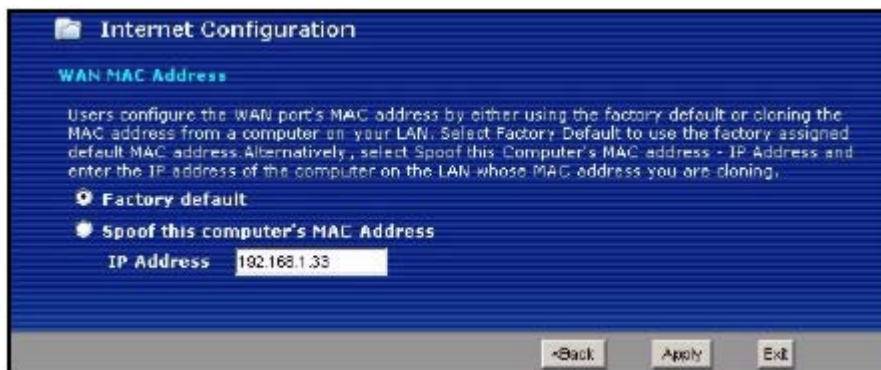 Internet Configuration
WAN MAC Address
Users configure the WAN port's MAC address by either using the factory default or cloning the
MAC address from a computer on your LAN. Select Factory Default to use the factory assigned
default MAC address.Alternatively, select Spoof this Computer's MAC address - IP Address and
enter the IP address of the computer on the LAN whose MAC address you are cloning.
Factory default
Spoof this computer's MAC Address
IP Address 192.168.1.33
<Back Apply Exit